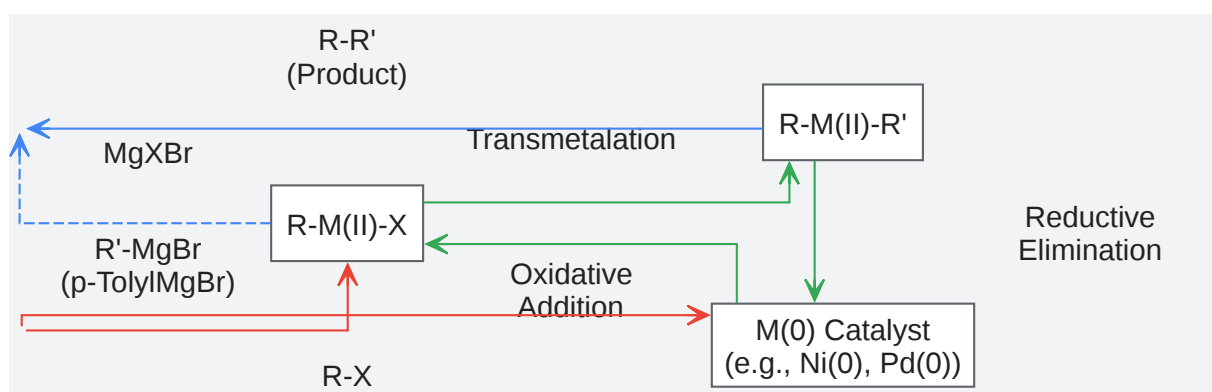 R-R'
(Product)
R-M(II)-R'
Transmetalation
MgXBr
R-M(II)-X
Reductive
Elimination
R'-MgBr
(p-TolylMgBr)
Oxidative
Addition
M(0) Catalyst
(e.g., Ni(0), Pd(0))
R-X